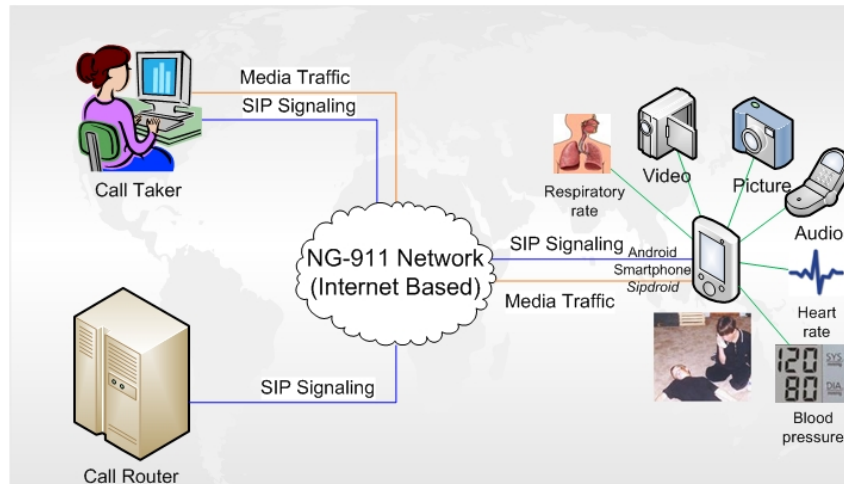 Media Traffic
SIP Signaling
Call Taker
Respiratory
rate
Video
Picture
Audio
NG-911 Network
(Internet Based)
SIP Signaling
Android
Smartphone
Sipdroid
Media Traffic
Heart
rate
120 SYS
80 DIA
Blood
pressure
SIP Signaling
Call Router